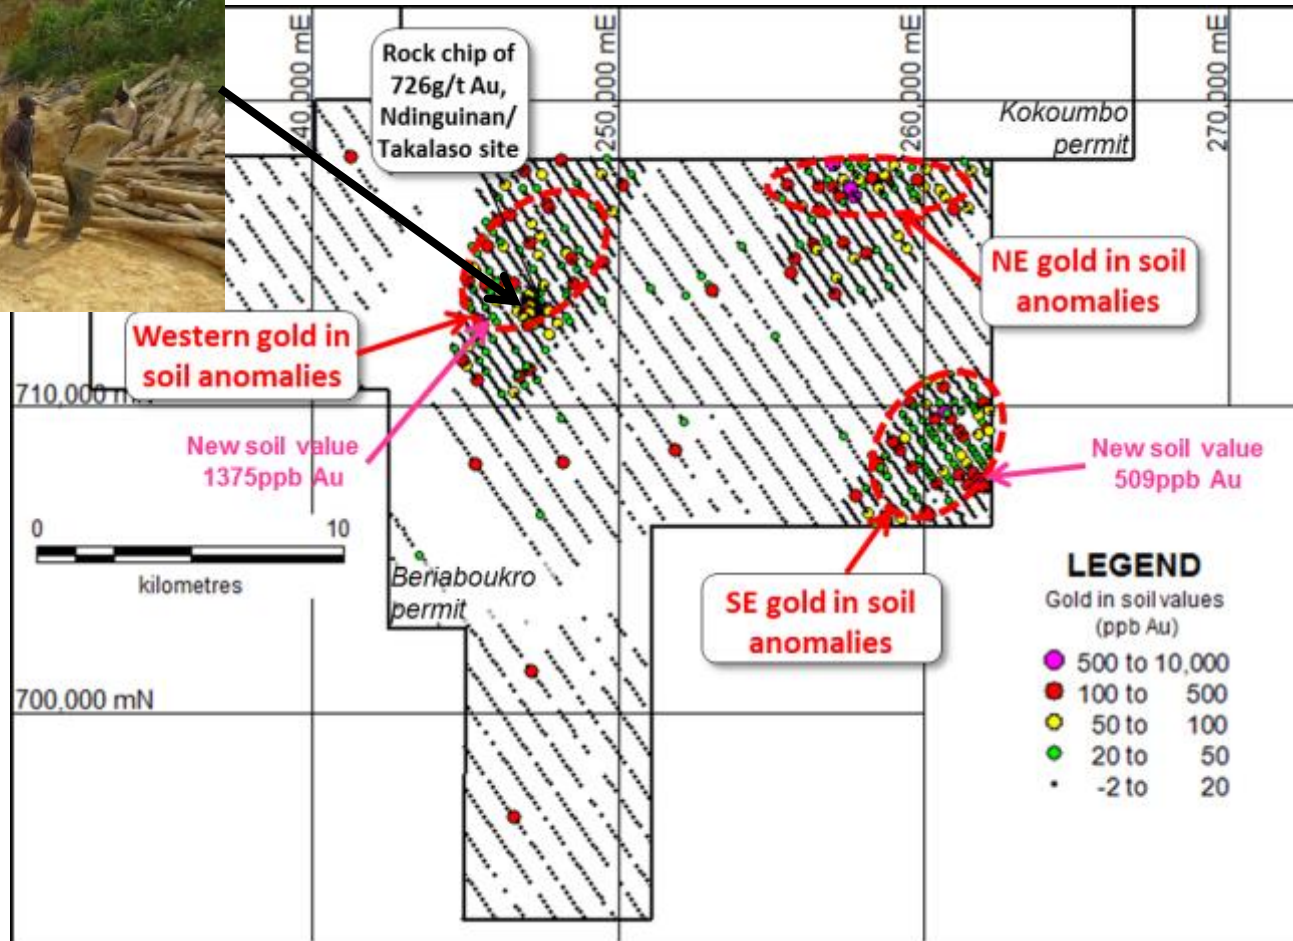 40,000 mE
250,000 mE
260,000 mE
270,000 mE
Rock chip of
726g/t Au,
Ndinguinan/
Takalaso site
Kokoumbo
permit
NE gold in soil
anomalies
Western gold in
soil anomalies
710,000 mN
New soil value
1375ppb Au
New soil value
509ppb Au
0 10
kilometres
Beriaboukro
permit
SE gold in soil
anomalies
700,000 mN
LEGEND
Gold in soil values
(ppb Au)
500 to 10,000
100 to 500
50 to 100
20 to 50
-2 to 20